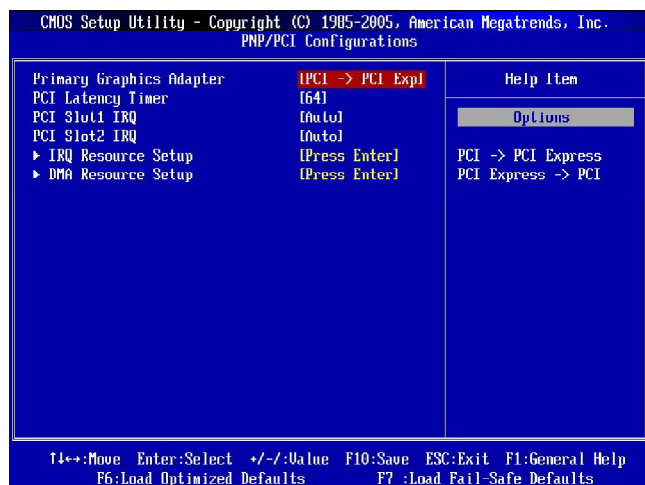 CMOS Setup Utility - Copyright (C) 1985-2005, American Megatrends, Inc.
PNP/PCI Configurations
Primary Graphics Adapter [PCI -> PCI Exp]
PCI Latency Timer [64]
PCI Slot1 IRQ [Auto]
PCI Slot2 IRQ [Auto]
► IRQ Resource Setup [Press Enter]
► DMA Resource Setup [Press Enter]
Help Item
Options
PCI -> PCI Express
PCI Express -> PCI
↑↓←→:Move Enter:Select +/-/:Value F10:Save ESC:Exit F1:General Help
F6:Load Optimized Defaults F7 :Load Fail-Safe Defaults